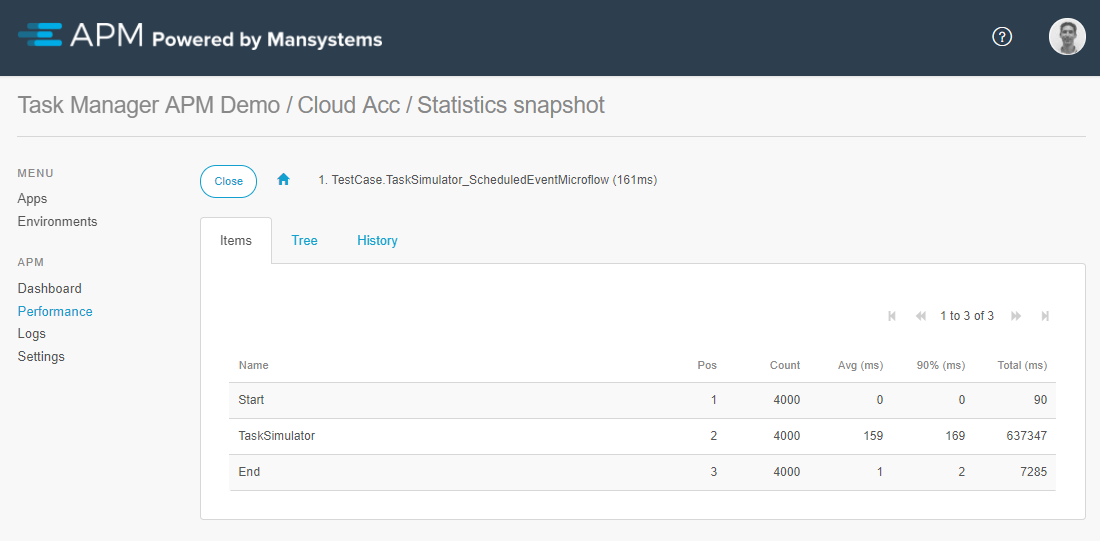 APM Powered by Mansystems
?
Task Manager APM Demo / Cloud Acc / Statistics snapshot
MENU
Apps
Environments
APM
Dashboard
Performance
Logs
Settings
Close
1. TestCase.TaskSimulator_ScheduledEventMicroflow (161ms)
Items Tree History
1 to 3 of 3
Name Pos Count Avg (ms) 90% (ms) Total (ms)
Start 1 4000 0 0 90
TaskSimulator 2 4000 159 169 637347
End 3 4000 1 2 7285